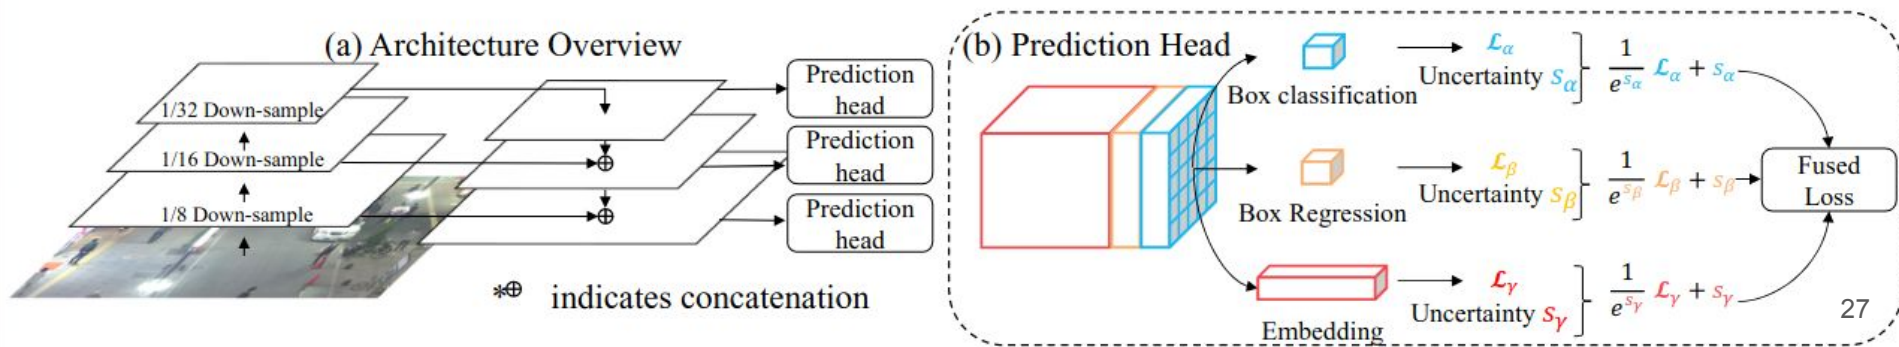 (a) Architecture Overview
1/32 Down-sample
1/16 Down-sample
1/8 Down-sample
Prediction
head
Prediction
head
Prediction
head
*⊕ indicates concatenation
(b) Prediction Head
Box classification
ℒα
Uncertainty sα
1/e^sα ℒα + sα
Box Regression
ℒβ
Uncertainty sβ
1/e^sβ ℒβ + sβ
Embedding
ℒγ
Uncertainty sγ
1/e^sγ ℒγ + sγ
Fused
Loss
27